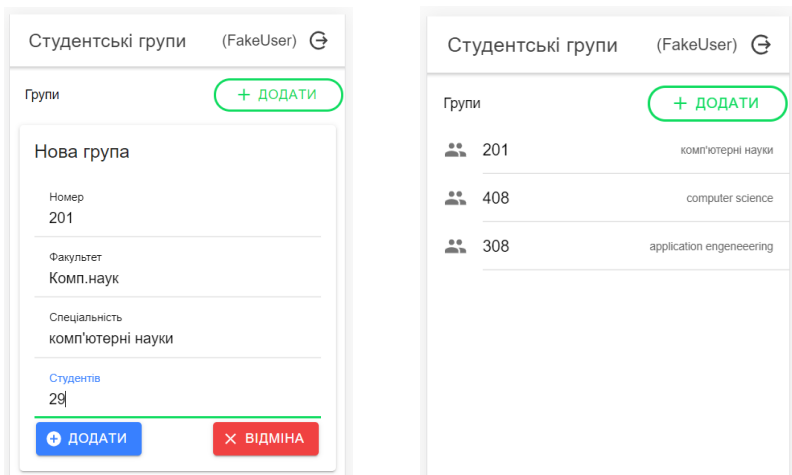 Студентські групи (FakeUser)
Групи + ДОДАТИ
Нова група
Номер
201
Факультет
Комп.наук
Спеціальність
комп'ютерні науки
Студентів
29
ДОДАТИ × ВІДМІНА
Студентські групи (FakeUser)
Групи + ДОДАТИ
201 комп'ютерні науки
408 computer science
308 application engeneeering